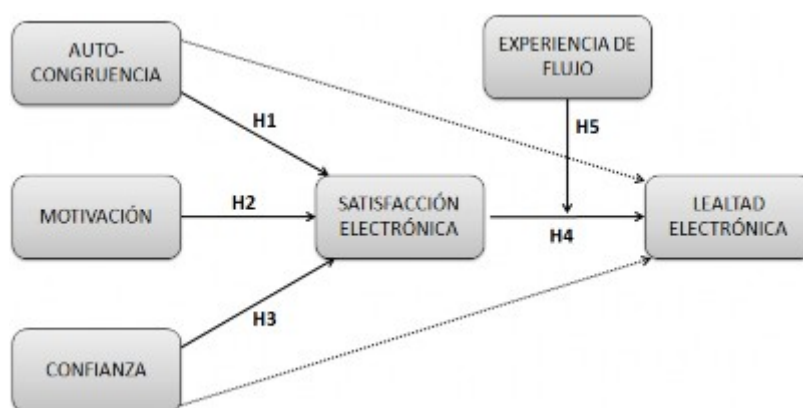 AUTO-
CONGRUENCIA
EXPERIENCIA DE
FLUJO
H1
H5
MOTIVACIÓN
H2
SATISFACCIÓN
ELECTRÓNICA
H4
LEALTAD
ELECTRÓNICA
H3
CONFIANZA